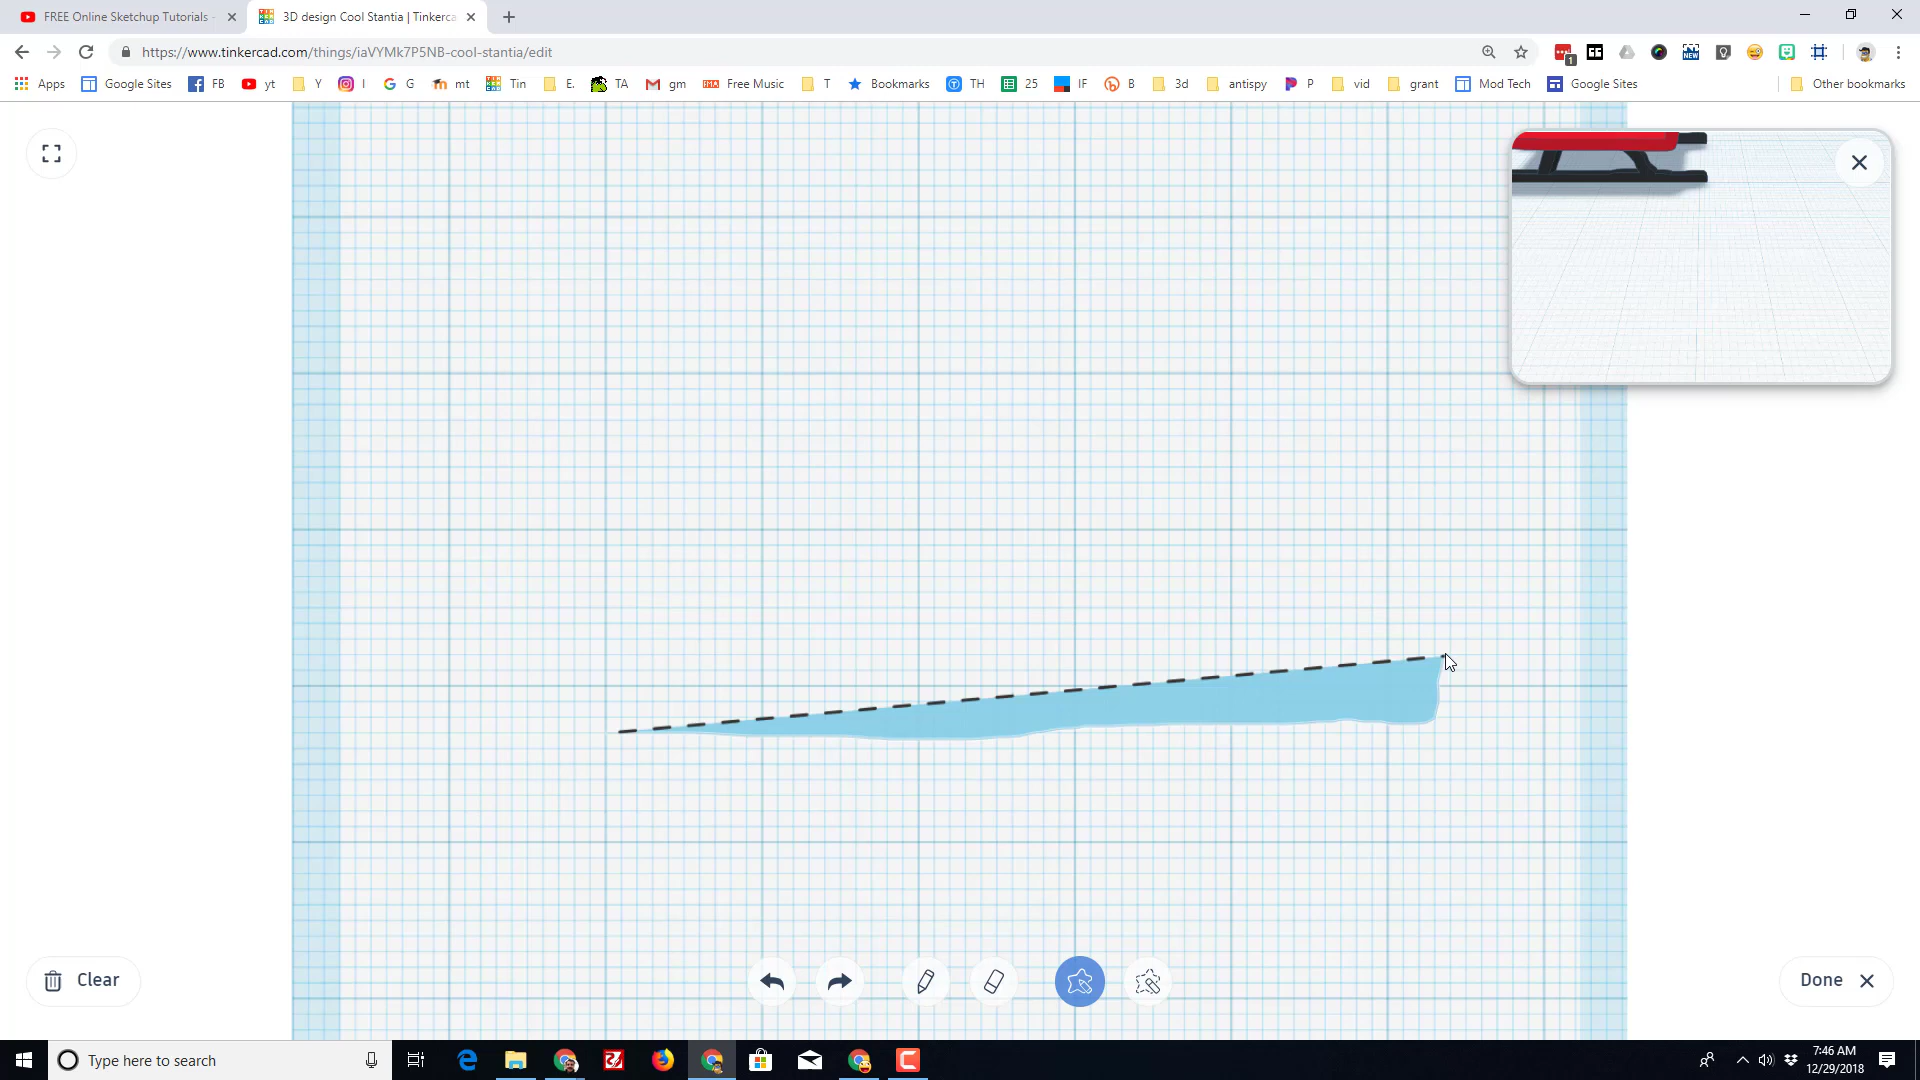 FREE Online Sketchup Tutorials -
3D design Cool Stantia | Tinkerca
https://www.tinkercad.com/things/iaVYMk7P5NB-cool-stantia/edit
1
Apps Google Sites FB yt Y I G mt Tin E. TA gm Free Music T Bookmarks TH 25 IF B 3d antispy P vid grant Mod Tech Google Sites Other bookmarks
Clear
Done
Type here to search
7:46 AM
12/29/2018